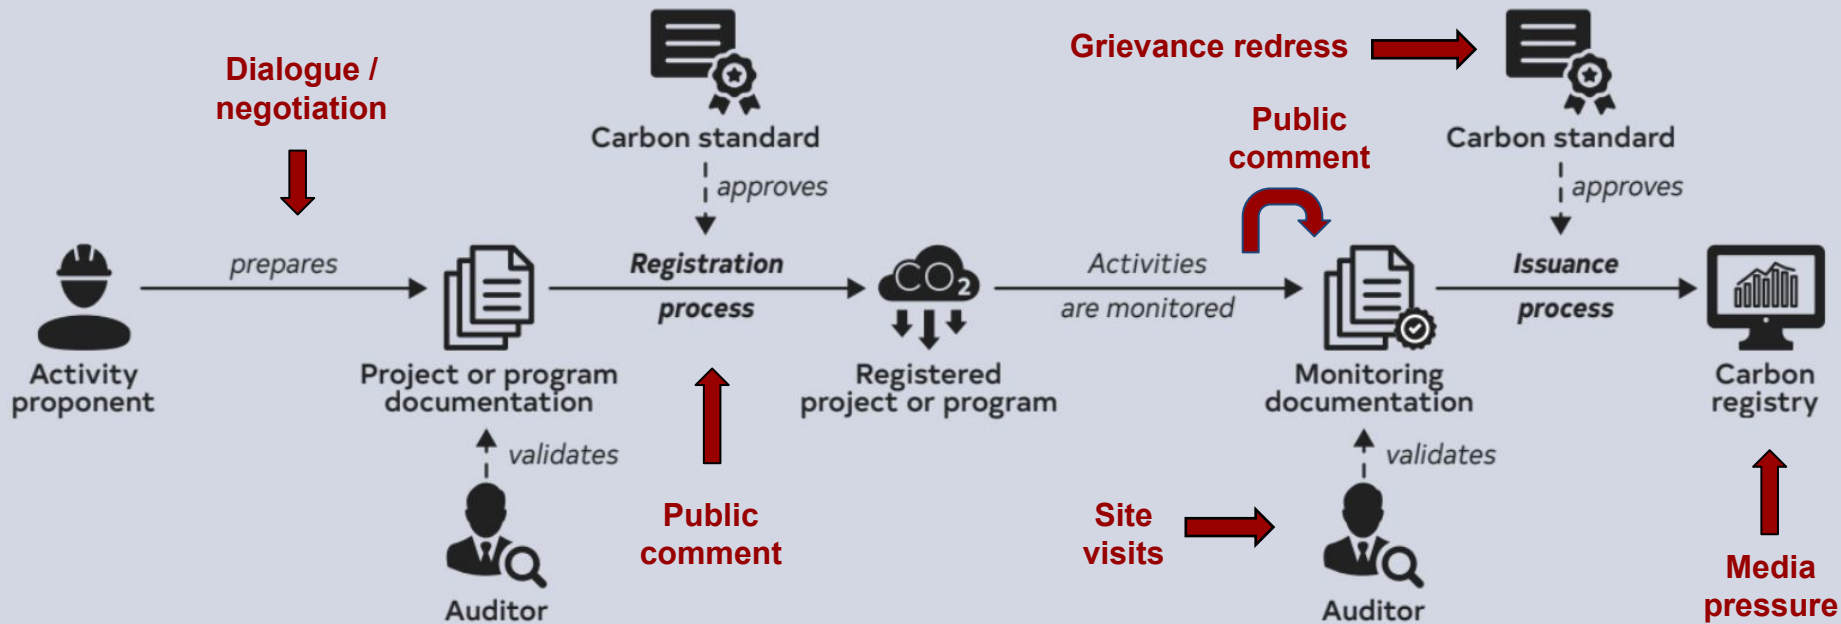 Dialogue /
negotiation
Carbon standard
approves
Grievance redress
Public
comment
Carbon standard
approves
Activity
proponent
prepares
Project or program
documentation
validates
Auditor
Registration
process
Public
comment
CO2
Registered
project or program
Activities
are monitored
Monitoring
documentation
validates
Site
visits
Auditor
Issuance
process
Carbon
registry
Media
pressure